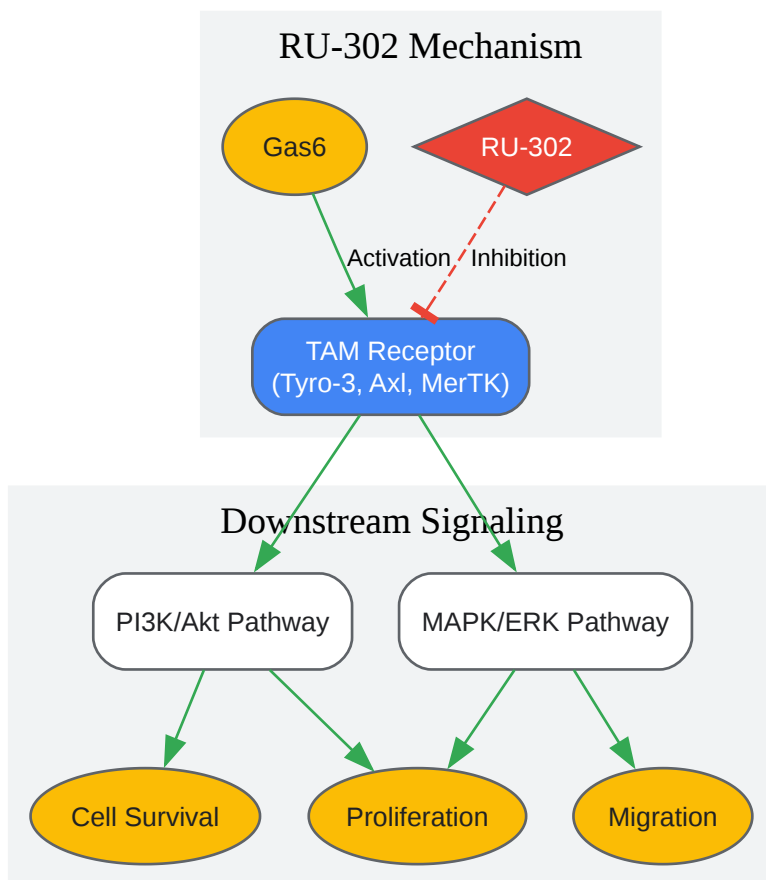 RU-302 Mechanism
Gas6
RU-302
Activation
Inhibition
TAM Receptor
(Tyro-3, Axl, MerTK)
Downstream Signaling
PI3K/Akt Pathway
MAPK/ERK Pathway
Cell Survival
Proliferation
Migration